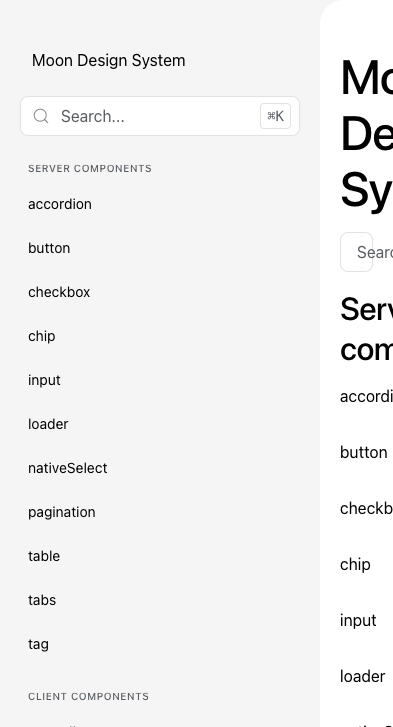 Moon Design System
Search...
⌘K
SERVER COMPONENTS
accordion
button
checkbox
chip
input
loader
nativeSelect
pagination
table
tabs
tag
CLIENT COMPONENTS
Mo
De
Sy
Sear
Serv
com
accordi
button
checkb
chip
input
loader